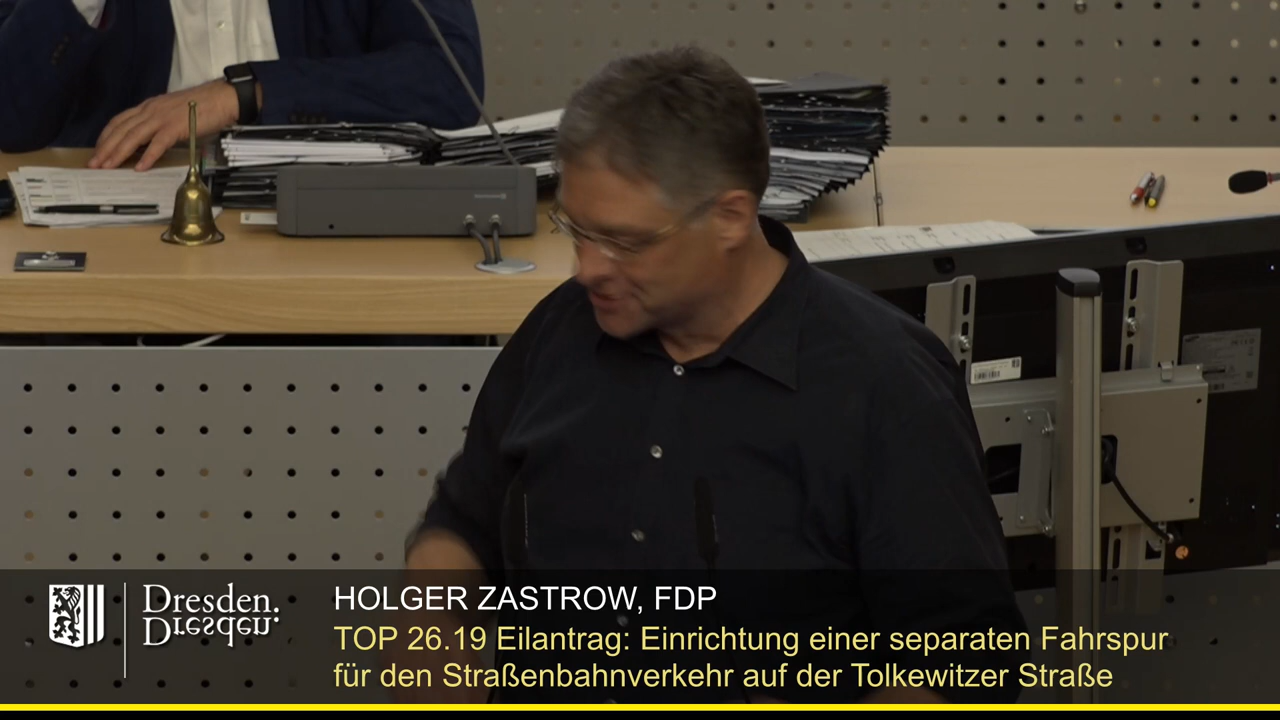 Dresden.
Dresden.
HOLGER ZASTROW, FDP
TOP 26.19 Eilantrag: Einrichtung einer separaten Fahrspur
für den Straßenbahnverkehr auf der Tolkewitzer Straße